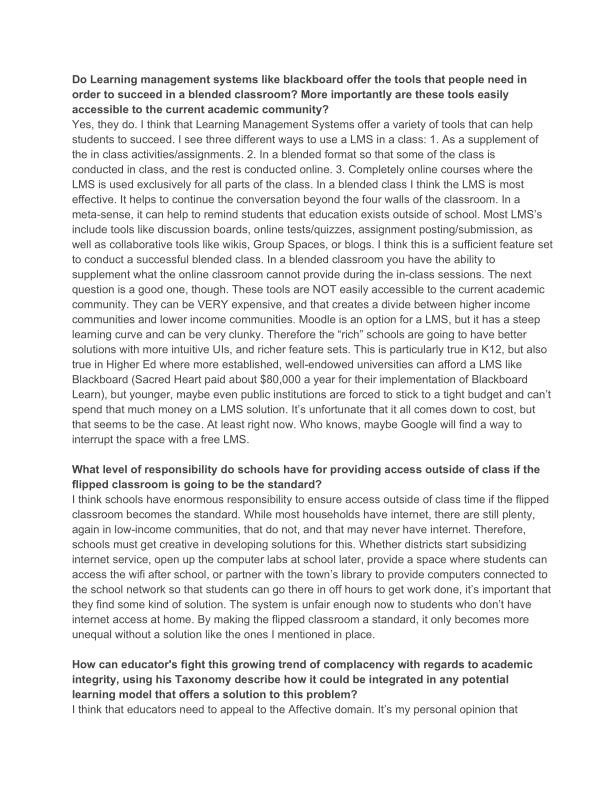 Do Learning management systems like blackboard offer the tools that people need in
order to succeed in a blended classroom? More importantly are these tools easily
accessible to the current academic community?
Yes, they do. I think that Learning Management Systems offer a variety of tools that can help
students to succeed. I see three different ways to use a LMS in a class: 1. As a supplement of
the in class activities/assignments. 2. In a blended format so that some of the class is
conducted in class, and the rest is conducted online. 3. Completely online courses where the
LMS is used exclusively for all parts of the class. In a blended class I think the LMS is most
effective. It helps to continue the conversation beyond the four walls of the classroom. In a
meta-sense, it can help to remind students that education exists outside of school. Most LMS's
include tools like discussion boards, online tests/quizzes, assignment posting/submission, as
well as collaborative tools like wikis, Group Spaces, or blogs. I think this is a sufficient feature set
to conduct a successful blended class. In a blended classroom you have the ability to
supplement what the online classroom cannot provide during the in-class sessions. The next
question is a good one, though. These tools are NOT easily accessible to the current academic
community. They can be VERY expensive, and that creates a divide between higher income
communities and lower income communities. Moodle is an option for a LMS, but it has a steep
learning curve and can be very clunky. Therefore the “rich” schools are going to have better
solutions with more intuitive UIs, and richer feature sets. This is particularly true in K12, but also
true in Higher Ed where more established, well-endowed universities can afford a LMS like
Blackboard (Sacred Heart paid about $80,000 a year for their implementation of Blackboard
Learn), but younger, maybe even public institutions are forced to stick to a tight budget and can’t
spend that much money on a LMS solution. It’s unfortunate that it all comes down to cost, but
that seems to be the case. At least right now. Who knows, maybe Google will find a way to
interrupt the space with a free LMS.
What level of responsibility do schools have for providing access outside of class if the
flipped classroom is going to be the standard?
I think schools have enormous responsibility to ensure access outside of class time if the flipped
classroom becomes the standard. While most households have internet, there are still plenty,
again in low-income communities, that do not, and that may never have internet. Therefore,
schools must get creative in developing solutions for this. Whether districts start subsidizing
internet service, open up the computer labs at school later, provide a space where students can
access the wifi after school, or partner with the town’s library to provide computers connected to
the school network so that students can go there in off hours to get work done, it’s important that
they find some kind of solution. The system is unfair enough now to students who don’t have
internet access at home. By making the flipped classroom a standard, it only becomes more
unequal without a solution like the ones I mentioned in place.
How can educator's fight this growing trend of complacency with regards to academic
integrity, using his Taxonomy describe how it could be integrated in any potential
learning model that offers a solution to this problem?
I think that educators need to appeal to the Affective domain. It’s my personal opinion that